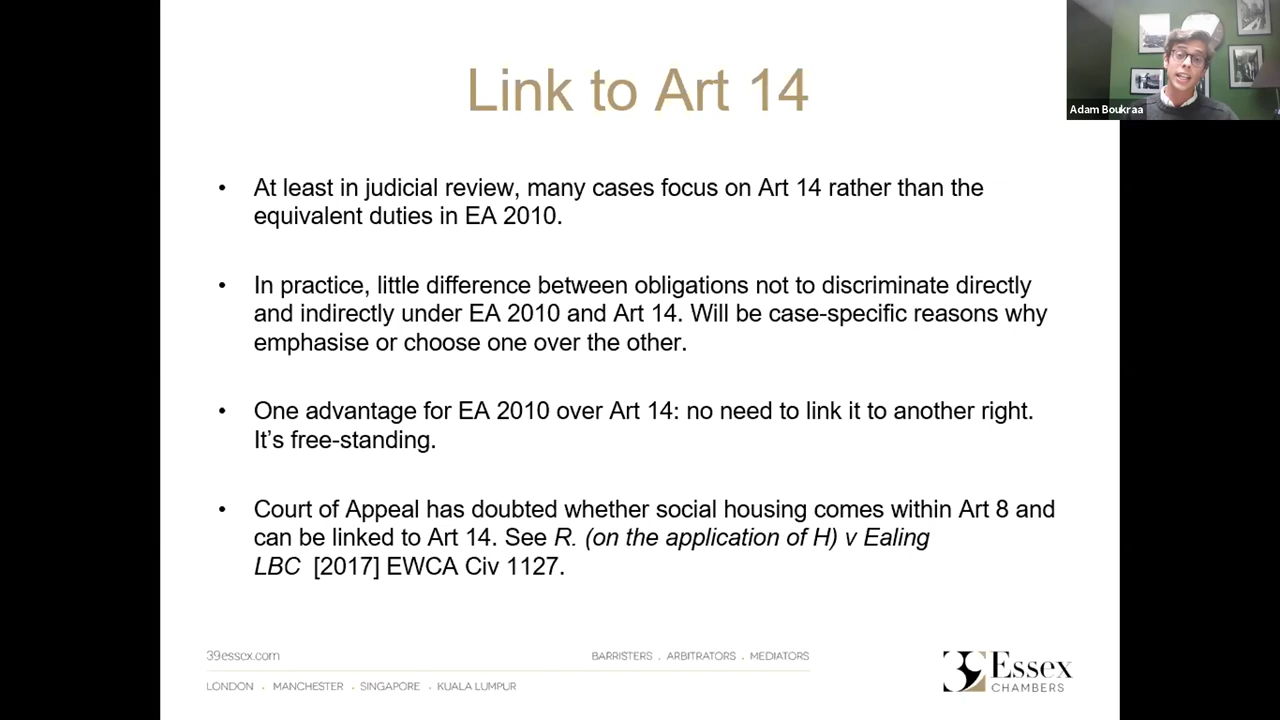 Link to Art 14
Adam Boukraa
• At least in judicial review, many cases focus on Art 14 rather than the
equivalent duties in EA 2010.
• In practice, little difference between obligations not to discriminate directly
and indirectly under EA 2010 and Art 14. Will be case-specific reasons why
emphasise or choose one over the other.
• One advantage for EA 2010 over Art 14: no need to link it to another right.
It’s free-standing.
• Court of Appeal has doubted whether social housing comes within Art 8 and
can be linked to Art 14. See R. (on the application of H) v Ealing
LBC [2017] EWCA Civ 1127.
39essex.com
BARRISTERS . ARBITRATORS . MEDIATORS
LONDON . MANCHESTER . SINGAPORE . KUALA LUMPUR
39 Essex
CHAMBERS